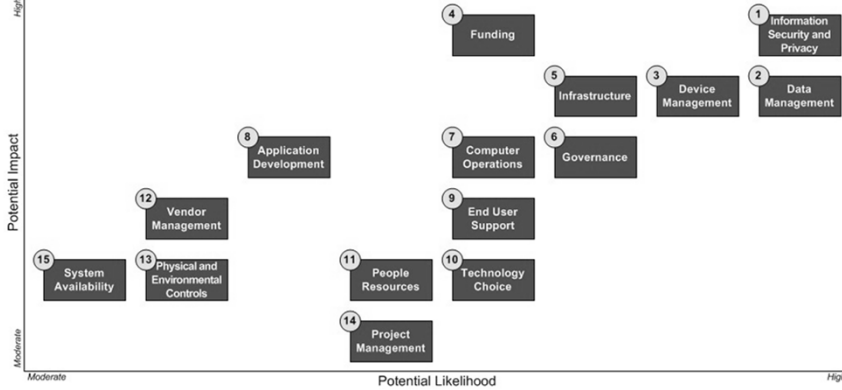 High
4
Funding
1
Information
Security and
Privacy
5
Infrastructure
3
Device
Management
2
Data
Management
8
Application
Development
7
Computer
Operations
6
Governance
Potential Impact
12
Vendor
Management
9
End User
Support
15
System
Availability
13
Physical and
Environmental
Controls
11
People
Resources
10
Technology
Choice
14
Project
Management
Moderate
Moderate
Potential Likelihood
High